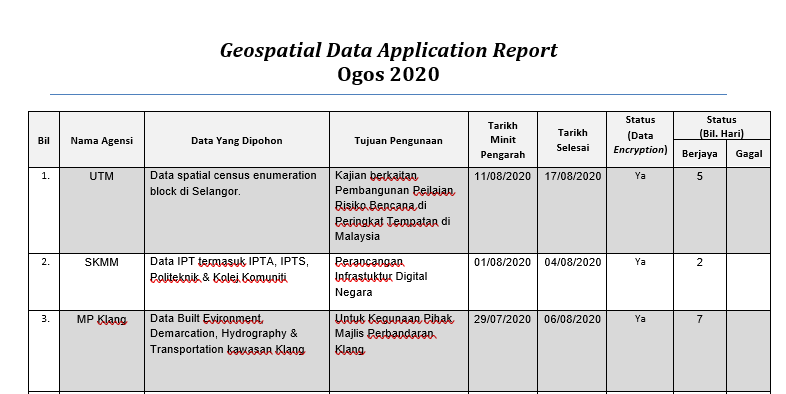 Geospatial Data Application Report
Ogos 2020
Bil
Nama Agensi
Data Yang Dipohon
Tujuan Pengunaan
Tarikh
Minit
Pengarah
Tarikh
Selesai
Status
(Data
Encryption)
Status
(Bil. Hari)
Berjaya
Gagal
1.
UTM
Data spatial census enumeration
block di Selangor.
Kajian berkaitan
Pembangunan Peilaian
Risiko Bencana di
Peringkat Tempatan di
Malaysia
11/08/2020
17/08/2020
Ya
5
2.
SKMM
Data IPT termasuk IPTA, IPTS,
Politeknik & Kolej Komuniti
Perancangan
Infrastuktur Digital
Negara
01/08/2020
04/08/2020
Ya
2
3.
MP Klang
Data Built Evironment,
Demarcation, Hydrography &
Transportation kawasan Klang
Untuk Kegunaan Pihak
Majlis Perbandaran
Klang
29/07/2020
06/08/2020
Ya
7